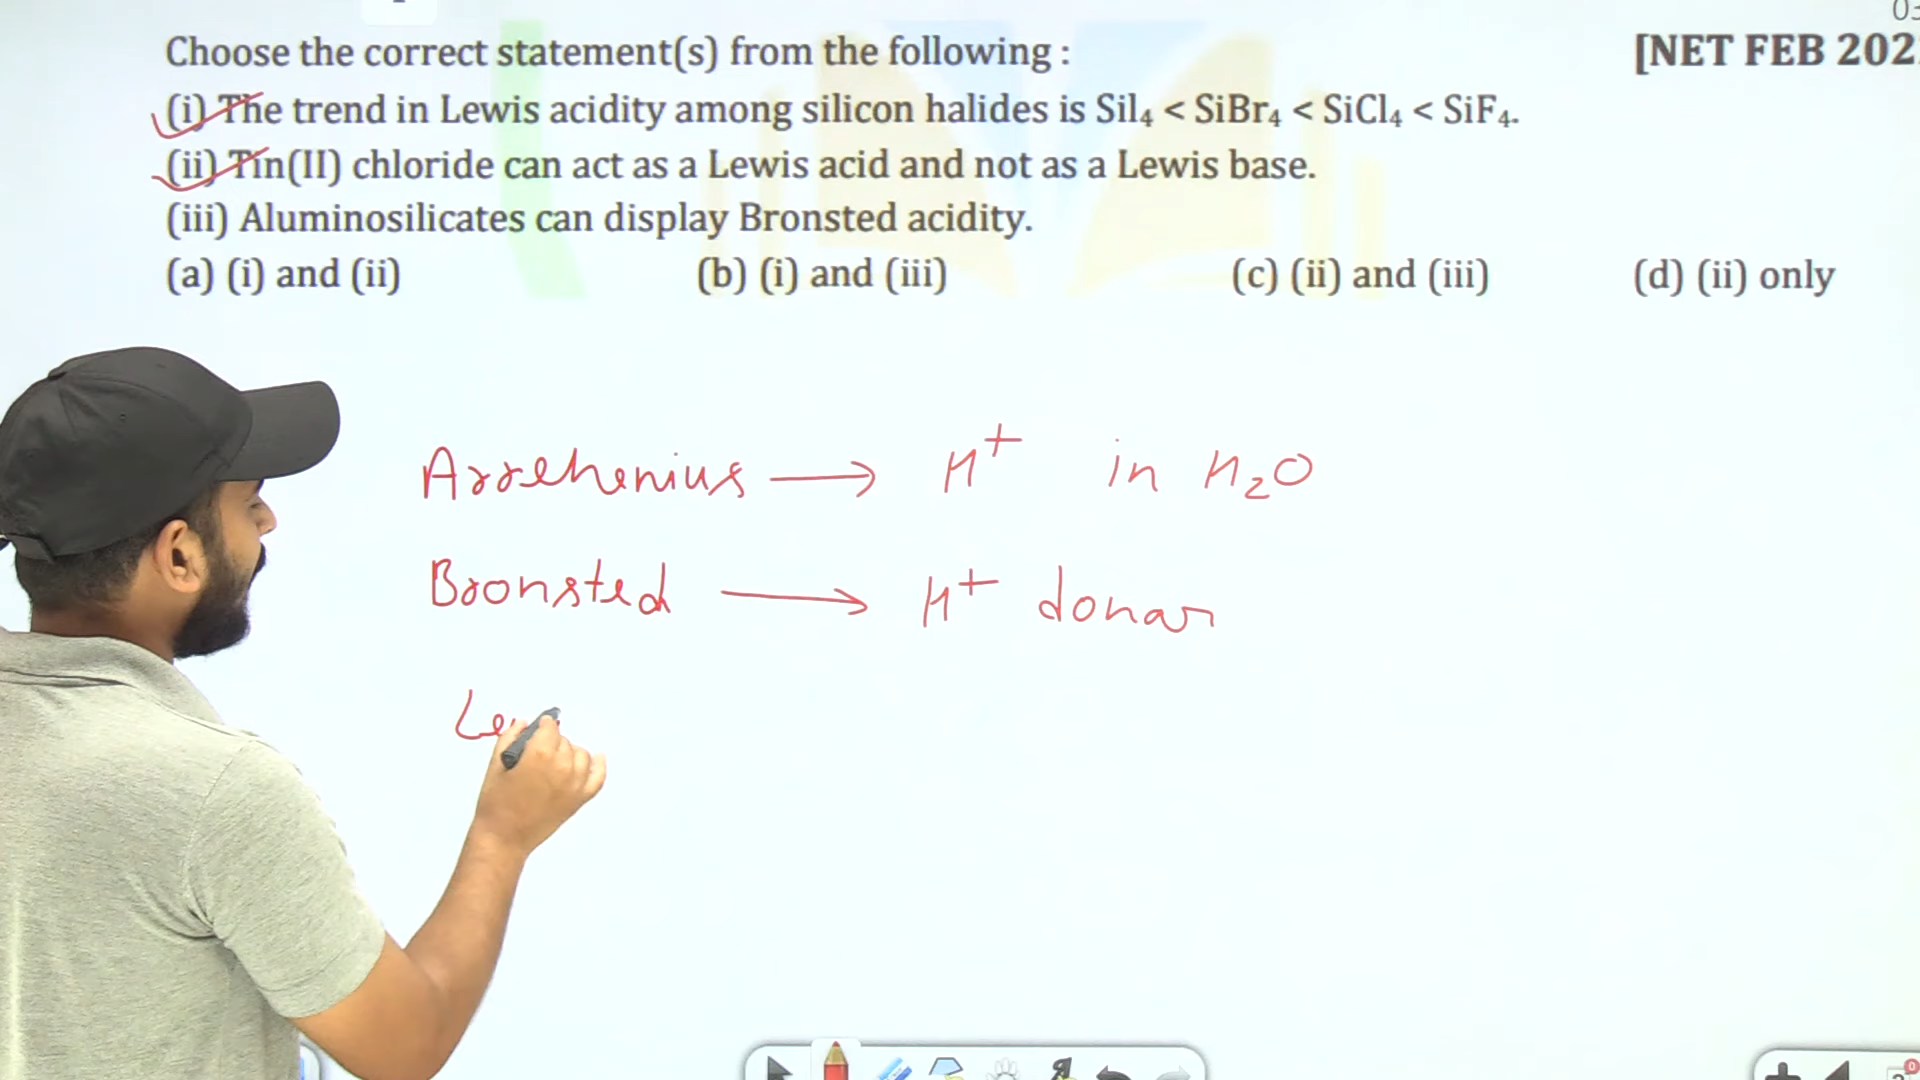 03
Choose the correct statement(s) from the following :
[NET FEB 202
(i) The trend in Lewis acidity among silicon halides is SiI₄ < SiBr₄ < SiCl₄ < SiF₄.
(ii) Tin(II) chloride can act as a Lewis acid and not as a Lewis base.
(iii) Aluminosilicates can display Bronsted acidity.
(a) (i) and (ii) (b) (i) and (iii) (c) (ii) and (iii) (d) (ii) only
Arrehenius → H⁺ in H₂O
Bronsted → H⁺ donar